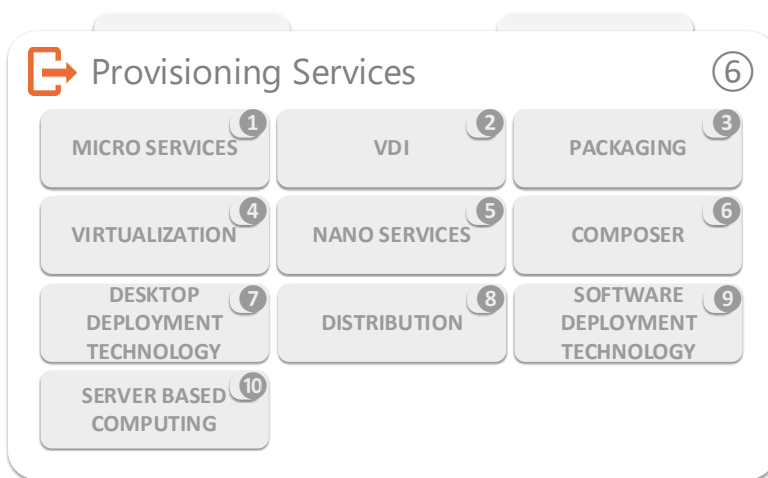 Provisioning Services 6
MICRO SERVICES 1
VDI 2
PACKAGING 3
VIRTUALIZATION 4
NANO SERVICES 5
COMPOSER 6
DESKTOP 7
DEPLOYMENT
TECHNOLOGY
DISTRIBUTION 8
SOFTWARE 9
DEPLOYMENT
TECHNOLOGY
SERVER BASED 10
COMPUTING